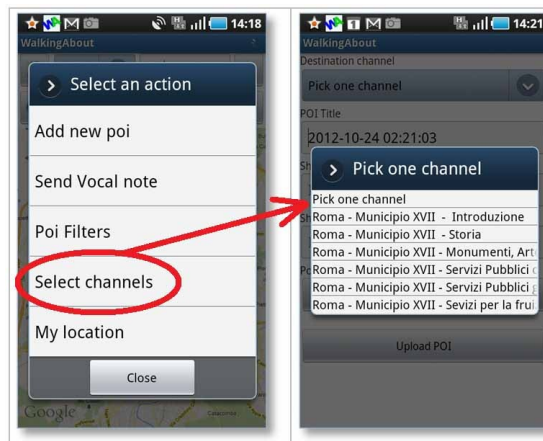 14:18
WalkingAbout
?
Select an action
Add new poi
Send Vocal note
Poi Filters
Select channels
My location
Close
Google
Catacombs
14:21
WalkingAbout
Destination channel
Pick one channel
POI Title
2012-10-24 02:21:03
Sh
Pick one channel
Pick one channel
Roma - Municipio XVII - Introduzione
Roma - Municipio XVII - Storia
Roma - Municipio XVII - Monumenti, Art
Roma - Municipio XVII - Servizi Pubblici
Roma - Municipio XVII - Servizi Pubblici g
Roma - Municipio XVII - Sevizi per la frui
Upload POI